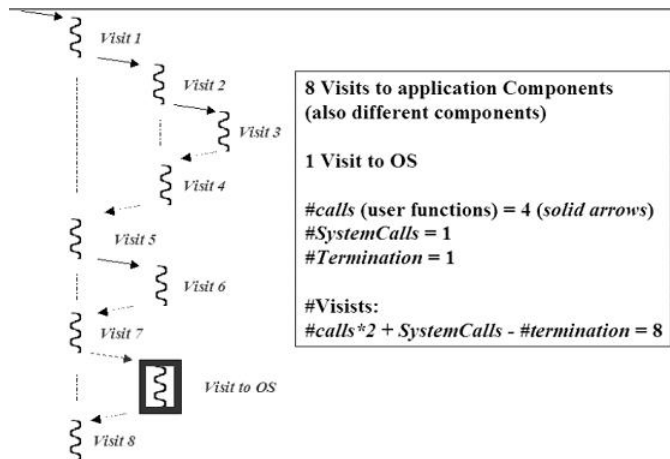 Visit 1
Visit 2
Visit 3
Visit 4
Visit 5
Visit 6
Visit 7
Visit to OS
Visit 8
8 Visits to application Components
(also different components)
1 Visit to OS
#calls (user functions) = 4 (solid arrows)
#SystemCalls = 1
#Termination = 1
#Visists:
#calls*2 + SystemCalls - #termination = 8